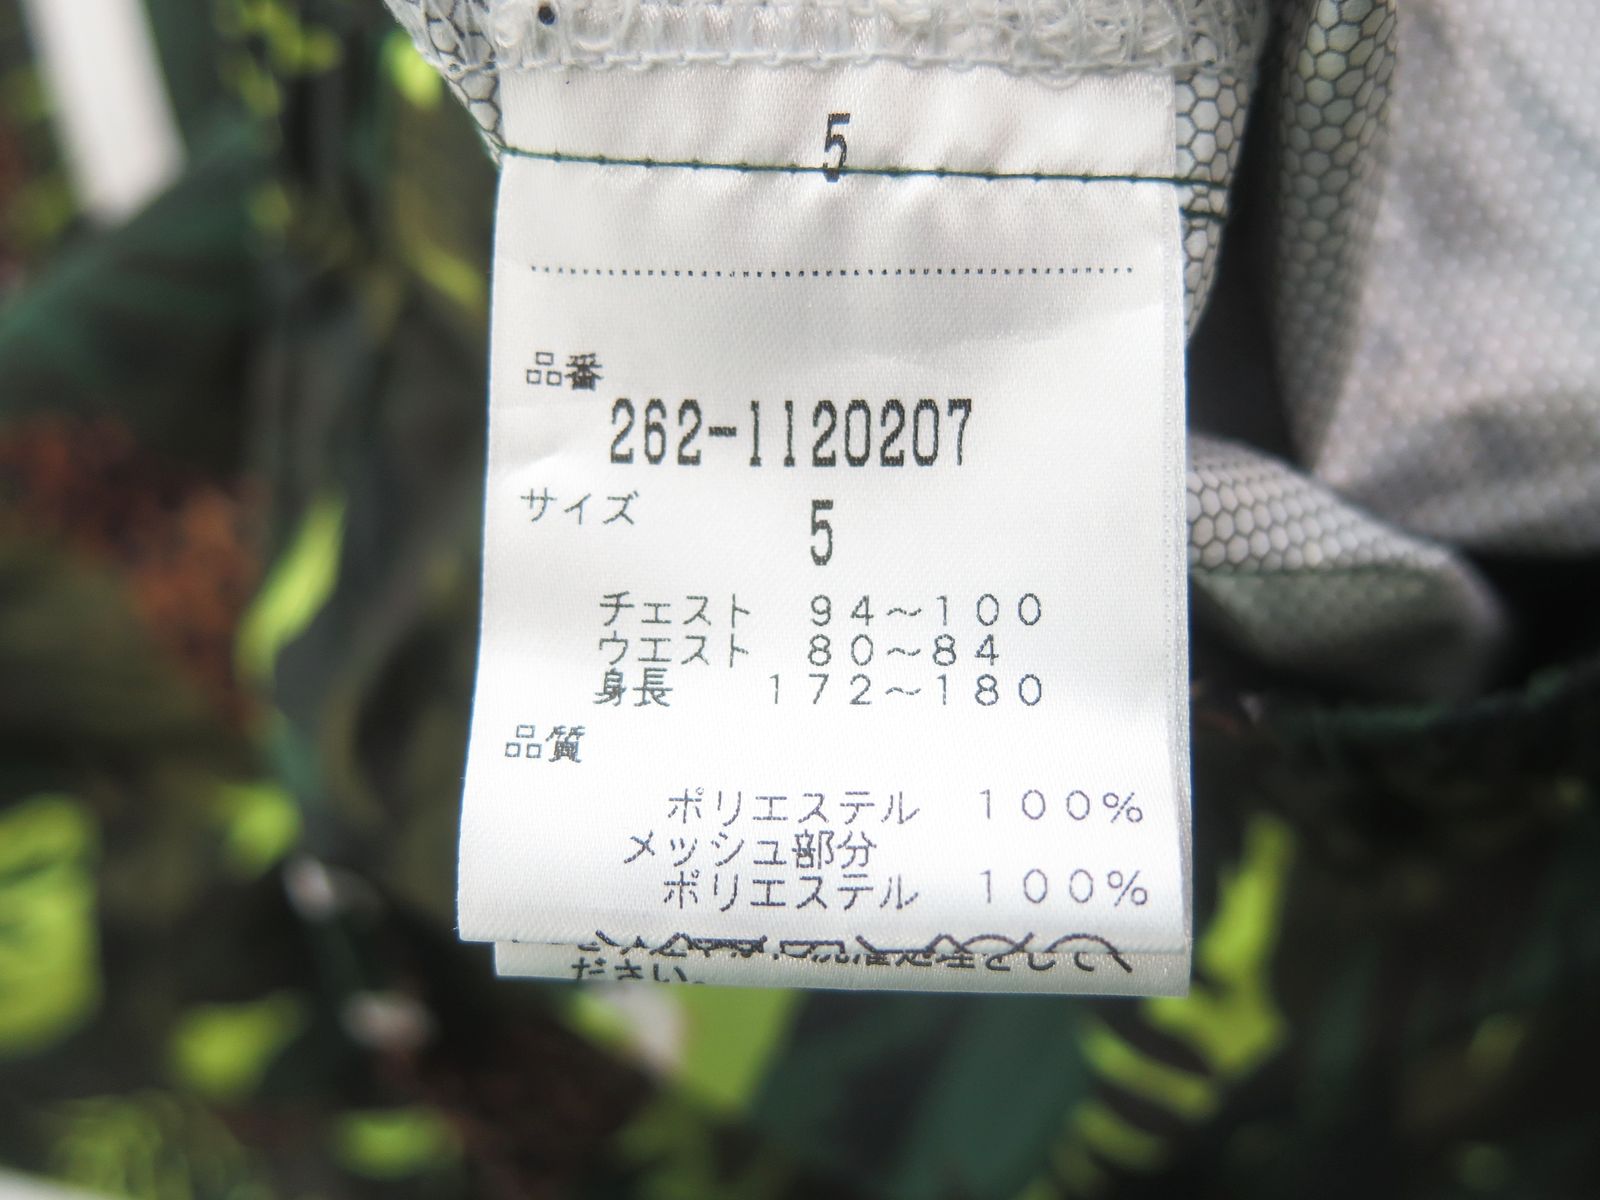 5
品番
262-1120207
サイズ
5
チェスト 94～100
ウエスト 80～84
身長 172～180
品質
ポリエステル 100%
メッシュ部分
ポリエステル 100%
ださい。